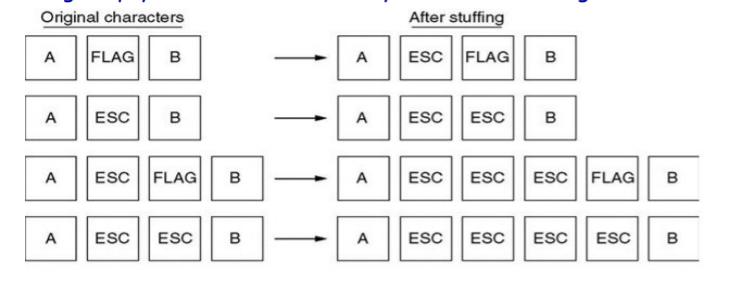 Original characters After stuffing
A FLAG B A ESC FLAG B
A ESC B A ESC ESC B
A ESC FLAG B A ESC ESC ESC FLAG B
A ESC ESC B A ESC ESC ESC ESC B